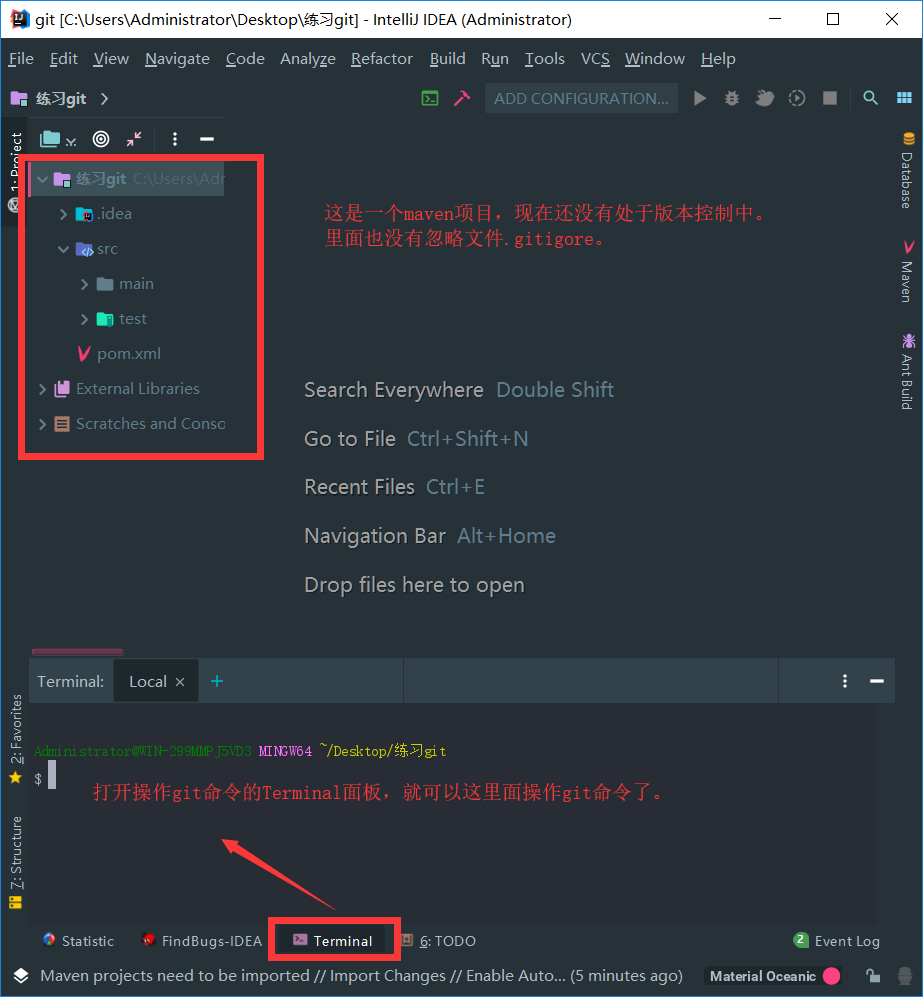 git [C:\Users\Administrator\Desktop\练习git] - IntelliJ IDEA (Administrator)
File Edit View Navigate Code Analyze Refactor Build Run Tools VCS Window Help
练习git
ADD CONFIGURATION...
1: Project
练习git C:\Users\Adr
.idea
src
main
test
pom.xml
External Libraries
Scratches and Conso
这是一个maven项目，现在还没有处于版本控制中。
里面也没有忽略文件.gitigore。
Database
Maven
Ant Build
Search Everywhere Double Shift
Go to File Ctrl+Shift+N
Recent Files Ctrl+E
Navigation Bar Alt+Home
Drop files here to open
Terminal: Local × +
2: Favorites
7: Structure
Administrator@WIN-299MMPJ5VD3 MINGW64 ~/Desktop/练习git
$
打开操作git命令的Terminal面板，就可以这里面操作git命令了。
Statistic FindBugs-IDEA Terminal 6: TODO 2 Event Log
Maven projects need to be imported // Import Changes // Enable Auto... (5 minutes ago) Material Oceanic